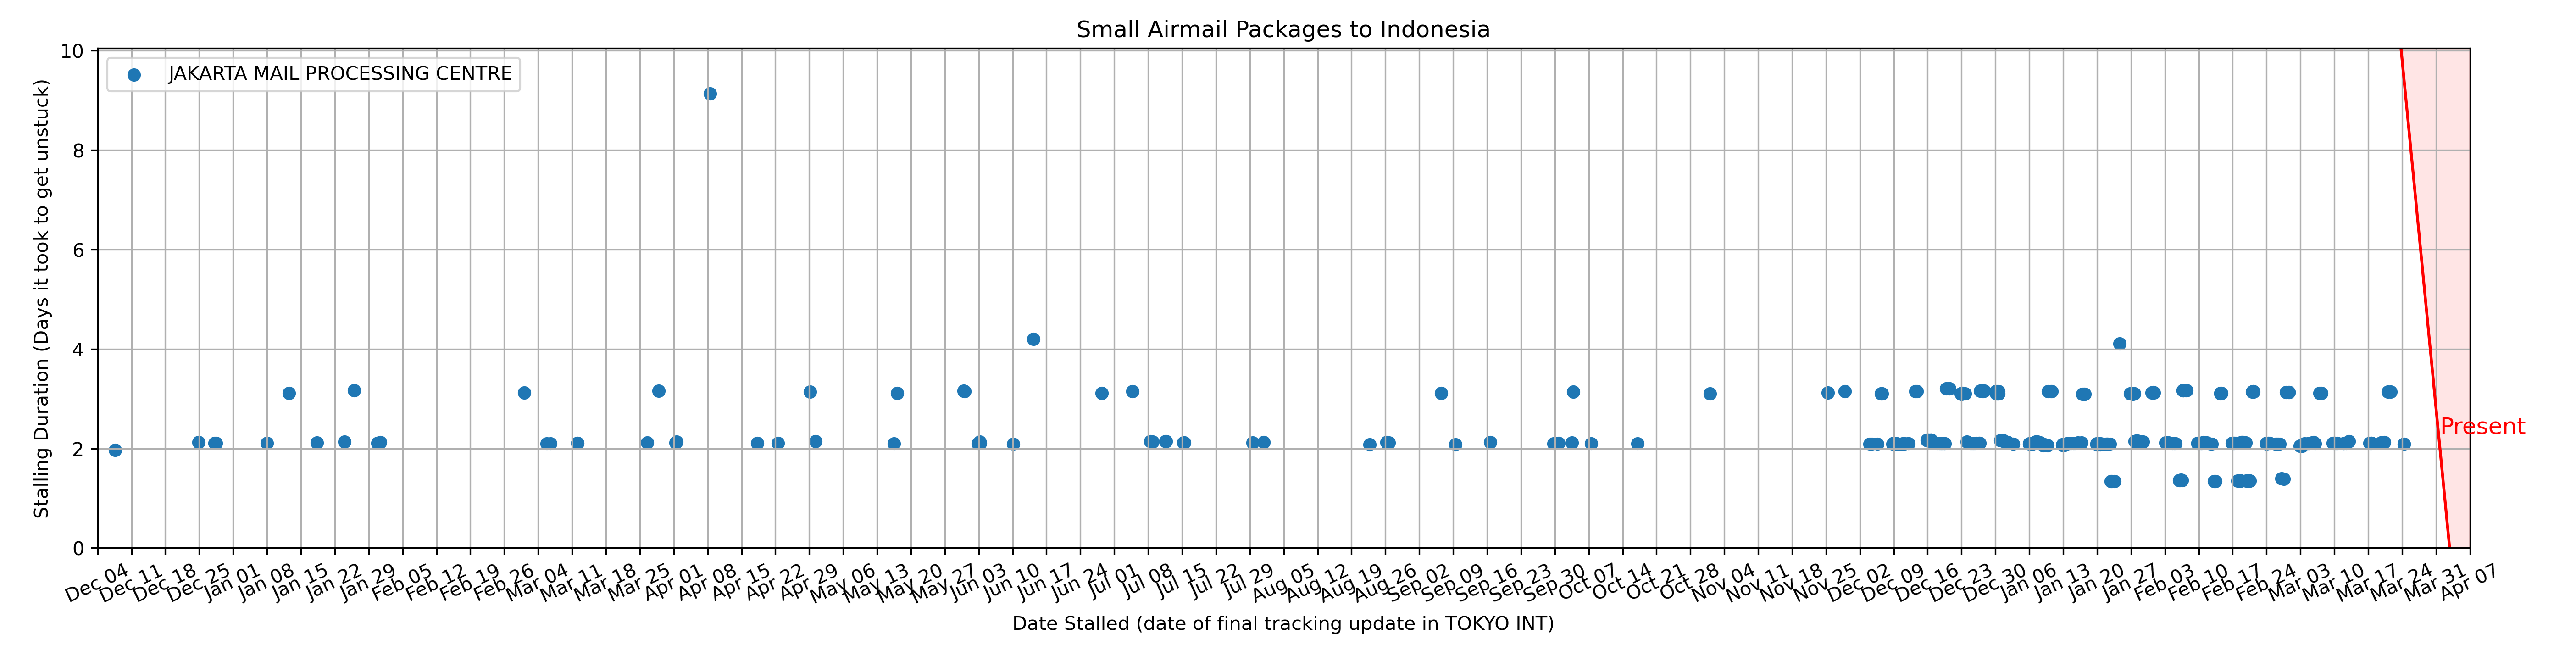 Small Airmail Packages to Indonesia
JAKARTA MAIL PROCESSING CENTRE
Stalling Duration (Days it took to get unstuck)
10
8
6
4
2
0
Present
Dec 04
Dec 11
Dec 18
Dec 25
Jan 01
Jan 08
Jan 15
Jan 22
Jan 29
Feb 05
Feb 12
Feb 19
Feb 26
Mar 04
Mar 11
Mar 18
Mar 25
Apr 01
Apr 08
Apr 15
Apr 22
Apr 29
May 06
May 13
May 20
May 27
Jun 03
Jun 10
Jun 17
Jun 24
Jul 01
Jul 08
Jul 15
Jul 22
Jul 29
Aug 05
Aug 12
Aug 19
Aug 26
Sep 02
Sep 09
Sep 16
Sep 23
Sep 30
Oct 07
Oct 14
Oct 21
Oct 28
Nov 04
Nov 11
Nov 18
Nov 25
Dec 02
Dec 09
Dec 16
Dec 23
Dec 30
Jan 06
Jan 13
Jan 20
Jan 27
Feb 03
Feb 10
Feb 17
Feb 24
Mar 03
Mar 10
Mar 17
Mar 24
Mar 31
Apr 07
Date Stalled (date of final tracking update in TOKYO INT)